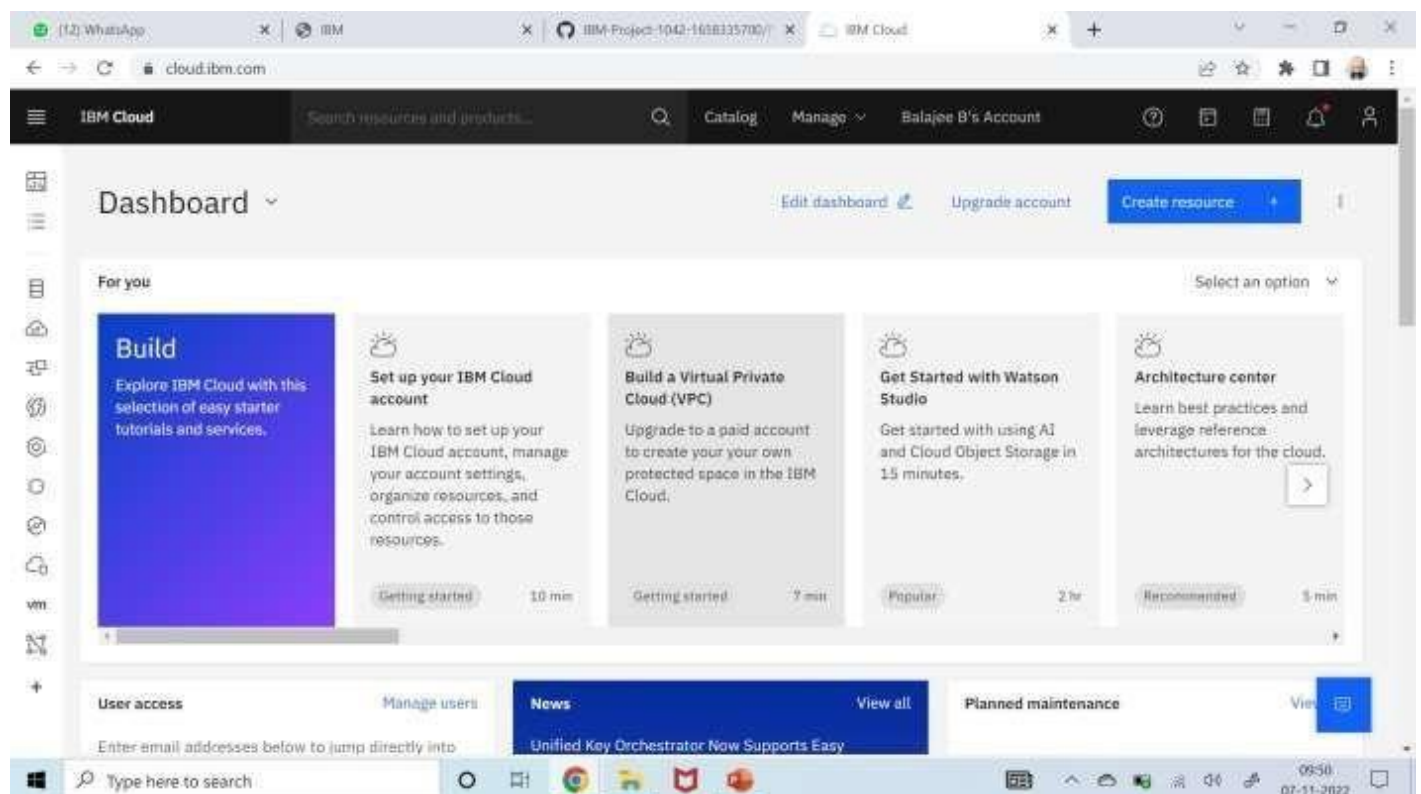 (12) WhatsApp
IBM
IBM-Project-1042-1658335700/
IBM Cloud
cloud.ibm.com
IBM Cloud
Search resources and products...
Catalog
Manage
Balajee B's Account
Dashboard
Edit dashboard
Upgrade account
Create resource +
For you
Select an option
Build
Explore IBM Cloud with this
selection of easy starter
tutorials and services.
Set up your IBM Cloud
account
Learn how to set up your
IBM Cloud account, manage
your account settings,
organize resources, and
control access to those
resources.
Getting started 10 min
Build a Virtual Private
Cloud (VPC)
Upgrade to a paid account
to create your your own
protected space in the IBM
Cloud.
Getting started 7 min
Get Started with Watson
Studio
Get started with using AI
and Cloud Object Storage in
15 minutes.
Popular 2 hr
Architecture center
Learn best practices and
leverage reference
architectures for the cloud.
Recommended 5 min
vm
User access
Manage users
Enter email addresses below to jump directly into
News
View all
Unified Key Orchestrator Now Supports Easy
Planned maintenance
Type here to search
09:50
07-11-2022